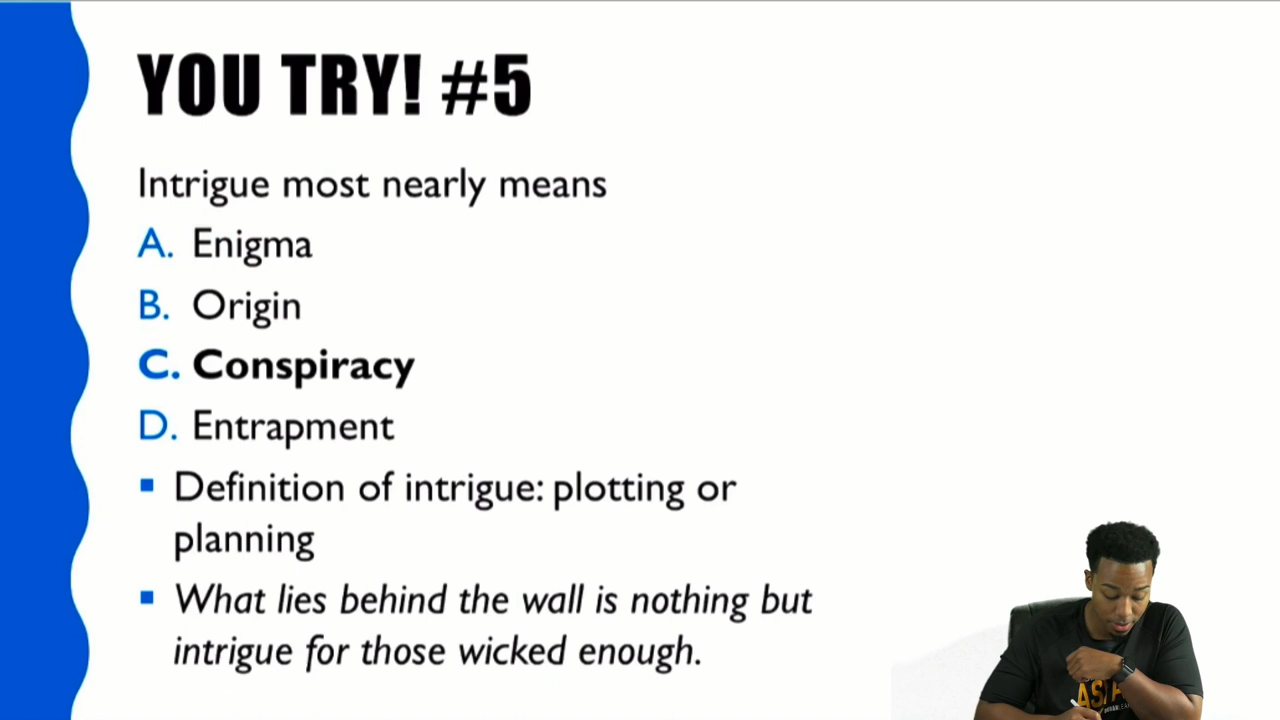 YOU TRY! #5
Intrigue most nearly means
A. Enigma
B. Origin
C. Conspiracy
D. Entrapment
▪ Definition of intrigue: plotting or
planning
▪ What lies behind the wall is nothing but
intrigue for those wicked enough.